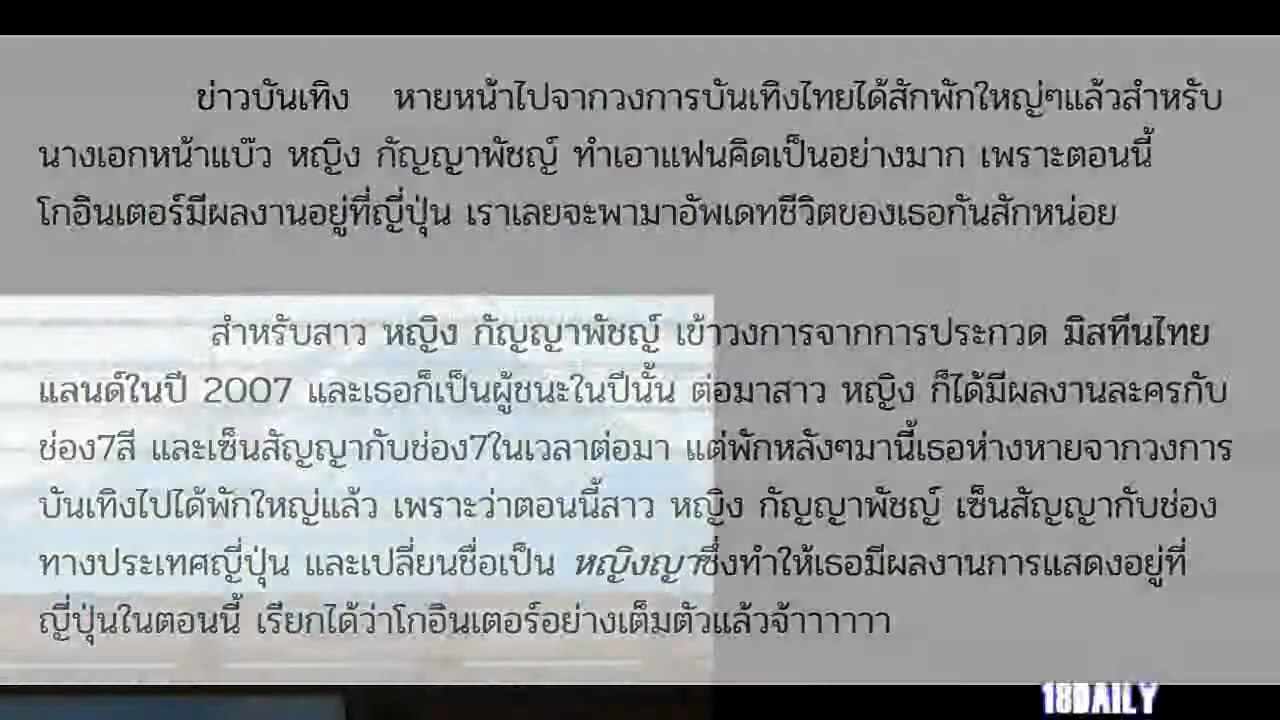 ข่าวบันเทิง หายหน้าไปจากวงการบันเทิงไทยได้สักพักใหญ่ๆแล้วสำหรับ
นางเอกหน้าแบ๊ว หญิง กัญญาพัชญ์ ทำเอาแฟนคิดเป็นอย่างมาก เพราะตอนนี้
โกอินเตอร์มีผลงานอยู่ที่ญี่ปุ่น เราเลยจะพามาอัพเดทชีวิตของเธอกันสักหน่อย
สำหรับสาว หญิง กัญญาพัชญ์ เข้าวงการจากการประกวด มิสทีนไทย
แลนด์ในปี 2007 และเธอก็เป็นผู้ชนะในปีนั้น ต่อมาสาว หญิง ก็ได้มีผลงานละครกับ
ช่อง7สี และเซ็นสัญญากับช่อง7ในเวลาต่อมา แต่พักหลังๆมานี้เธอห่างหายจากวงการ
บันเทิงไปได้พักใหญ่แล้ว เพราะว่าตอนนี้สาว หญิง กัญญาพัชญ์ เซ็นสัญญากับช่อง
ทางประเทศญี่ปุ่น และเปลี่ยนชื่อเป็น หญิงญาซึ่งทำให้เธอมีผลงานการแสดงอยู่ที่
ญี่ปุ่นในตอนนี้ เรียกได้ว่าโกอินเตอร์อย่างเต็มตัวแล้วจ้าาาาาาา
18DAILY